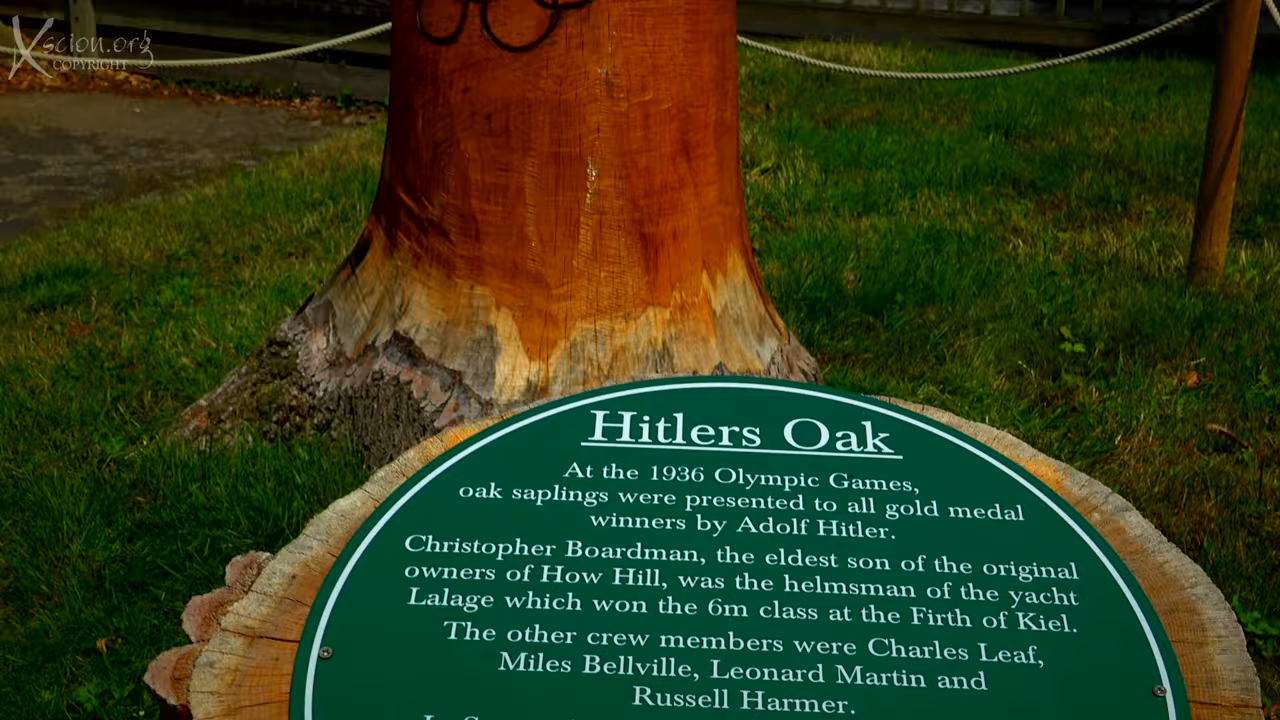 Xscion.org
COPYRIGHT
Hitlers Oak
At the 1936 Olympic Games,
oak saplings were presented to all gold medal
winners by Adolf Hitler.
Christopher Boardman, the eldest son of the original
owners of How Hill, was the helmsman of the yacht
Lalage which won the 6m class at the Firth of Kiel.
The other crew members were Charles Leaf,
Miles Bellville, Leonard Martin and
Russell Harmer.